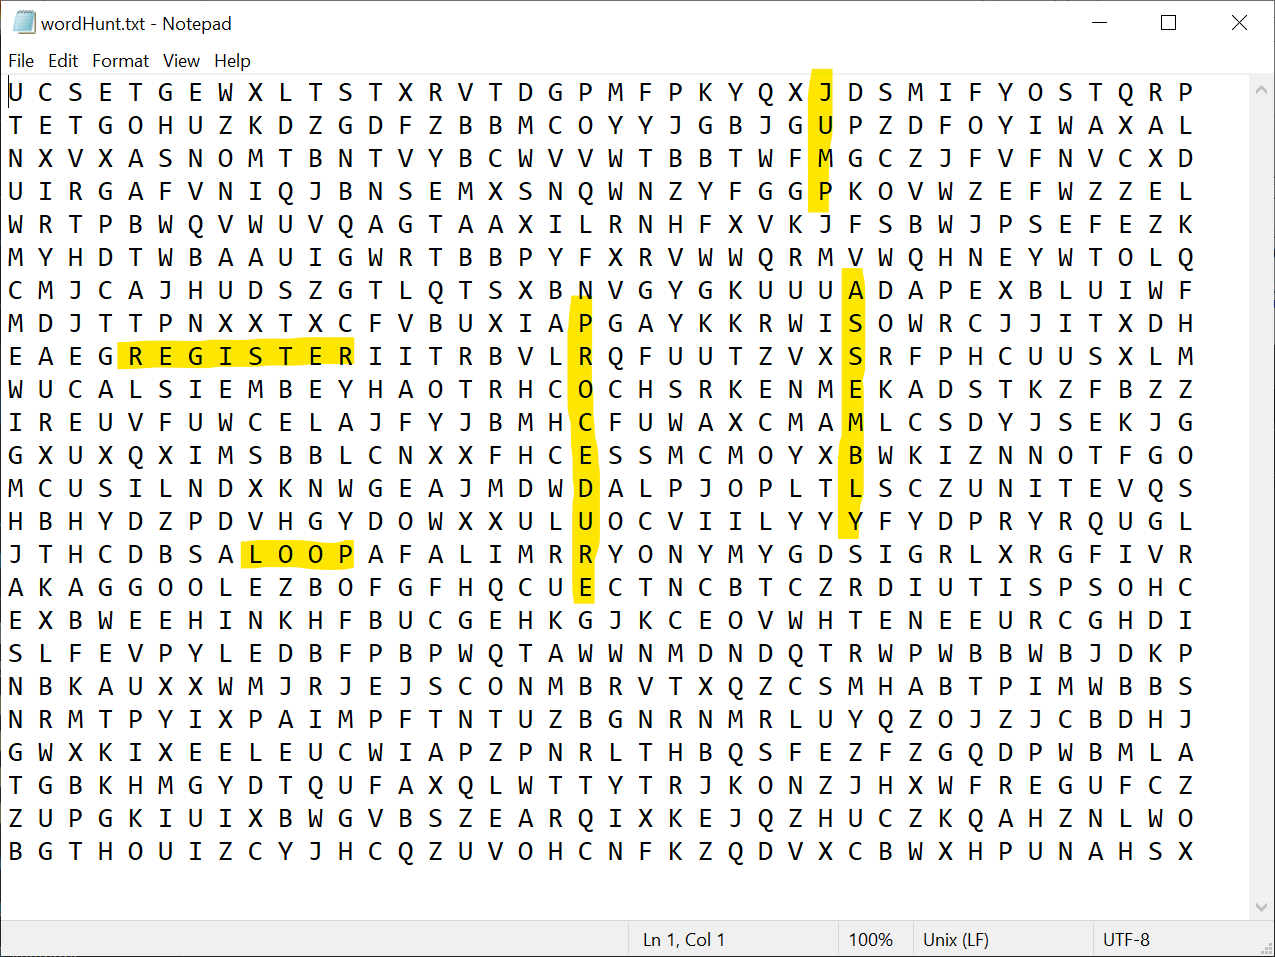 wordHunt.txt - Notepad
File Edit Format View Help
U C S E T G E W X L T S T X R V T D G P M F P K Y Q X J D S M I F Y O S T Q R P
T E T G O H U Z K D Z G D F Z B B M C O Y Y J G B J G U P Z D F O Y I W A X A L
N X V X A S N O M T B N T V Y B C W V V W T B B T W F M G C Z J F V F N V C X D
U I R G A F V N I Q J B N S E M X S N Q W N Z Y F G G P K O V W Z E F W Z Z E L
W R T P B W Q V W U V Q A G T A A X I L R N H F X V K J F S B W J P S E F E Z K
M Y H D T W B A A U I G W R T B B P Y F X R V W W Q R M V W Q H N E Y W T O L Q
C M J C A J H U D S Z G T L Q T S X B N V G Y G K U U U A D A P E X B L U I W F
M D J T T P N X X T X C F V B U X I A P G A Y K K R W I S O W R C J J I T X D H
E A E G R E G I S T E R I I T R B V L R Q F U U T Z V X S R F P H C U U S X L M
W U C A L S I E M B E Y H A O T R H C O C H S R K E N M E K A D S T K Z F B Z Z
I R E U V F U W C E L A J F Y J B M H C F U W A X C M A M L C S D Y J S E K J G
G X U X Q X I M S B B L C N X X F H C E S S M C M O Y X B W K I Z N N O T F G O
M C U S I L N D X K N W G E A J M D W D A L P J O P L T L S C Z U N I T E V Q S
H B H Y D Z P D V H G Y D O W X X U L U O C V I I L Y Y Y F Y D P R Y R Q U G L
J T H C D B S A L O O P A F A L I M R R Y O N Y M Y G D S I G R L X R G F I V R
A K A G G O O L E Z B O F G F H Q C U E C T N C B T C Z R D I U T I S P S O H C
E X B W E E H I N K H F B U C G E H K G J K C E O V W H T E N E E U R C G H D I
S L F E V P Y L E D B F P B P W Q T A W W N M D N D Q T R W P W B B W B J D K P
N B K A U X X W M J R J E J S C O N M B R V T X Q Z C S M H A B T P I M W B B S
N R M T P Y I X P A I M P F T N T U Z B G N R N M R L U Y Q Z O J Z J C B D H J
G W X K I X E E L E U C W I A P Z P N R L T H B Q S F E Z F Z G Q D P W B M L A
T G B K H M G Y D T Q U F A X Q L W T T Y T R J K O N Z J H X W F R E G U F C Z
Z U P G K I U I X B W G V B S Z E A R Q I X K E J Q Z H U C Z K Q A H Z N L W O
B G T H O U I Z C Y J H C Q Z U V O H C N F K Z Q D V X C B W X H P U N A H S X
Ln 1, Col 1 100% Unix (LF) UTF-8